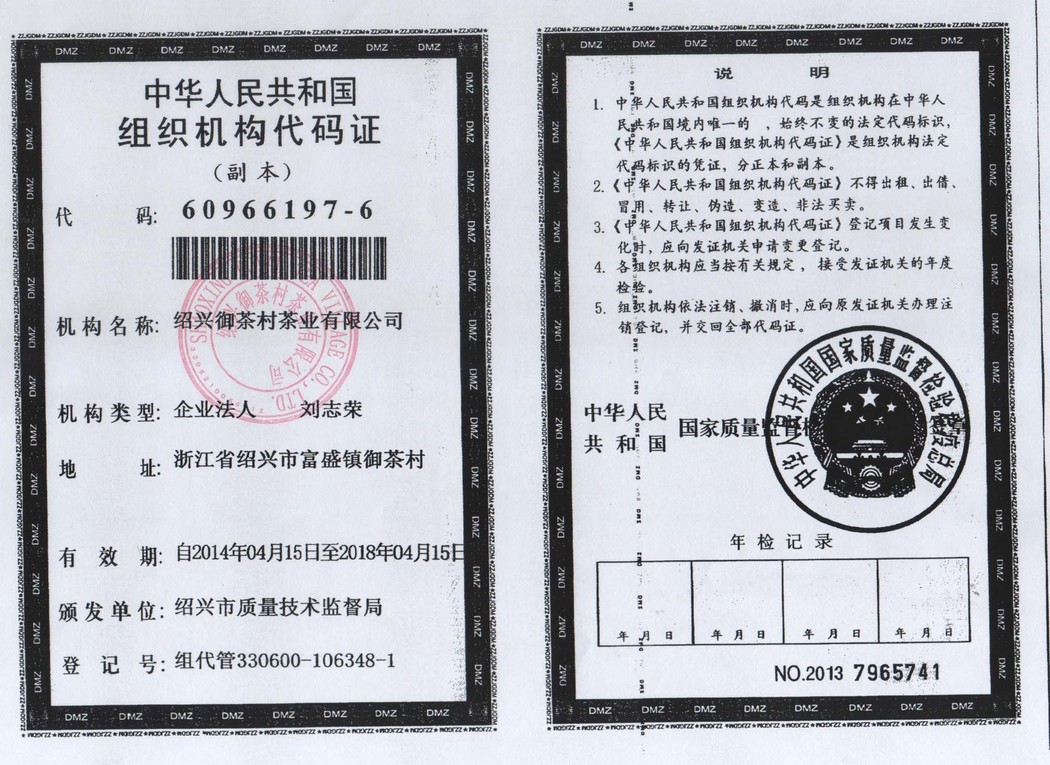 中华人民共和国
组织机构代码证
（副本）
代 码: 60966197-6
机构名称: 绍兴御茶村茶业有限公司
机构类型: 企业法人 刘志荣
地 址: 浙江省绍兴市富盛镇御茶村
有 效 期: 自2014年04月15日至2018年04月15日
颁发单位: 绍兴市质量技术监督局
登 记 号: 组代管330600-106348-1
说 明
1. 中华人民共和国组织机构代码是组织机构在中华人
民共和国境内唯一的 ，始终不变的法定代码标识，
《中华人民共和国组织机构代码证》是组织机构法定
代码标识的凭证，分正本和副本。
2.《中华人民共和国组织机构代码证》不得出租、出借、
冒用、转让、伪造、变造、非法买卖。
3.《中华人民共和国组织机构代码证》登记项目发生变
化时，应向发证机关申请变更登记。
4. 各组织机构应当按有关规定，接受发证机关的年度
检验。
5. 组织机构依法注销、撤消时，应向原发证机关办理注
销登记，并交回全部代码证。
中华人民
共和国
国家质量监督检
中华人民共和国国家质量监督检验检疫总局
年检记录
年 月 日 年 月 日 年 月 日 年 月 日
NO.2013 7965741